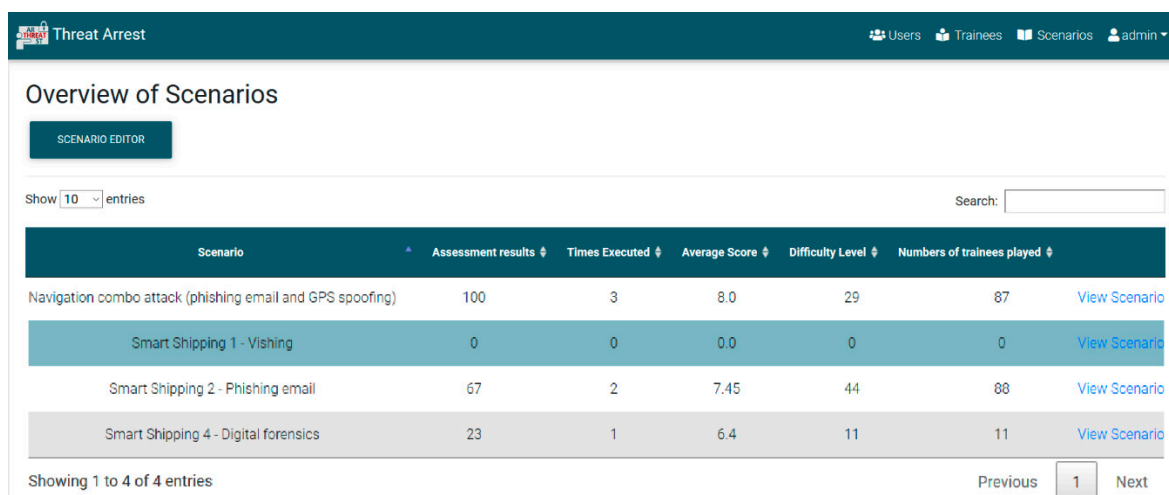 AR
THREAT
ST
Threat Arrest
Users Trainees Scenarios admin
Overview of Scenarios
SCENARIO EDITOR
Show 10 entries
Search:
Scenario Assessment results Times Executed Average Score Difficulty Level Numbers of trainees played
Navigation combo attack (phishing email and GPS spoofing) 100 3 8.0 29 87 View Scenario
Smart Shipping 1 - Vishing 0 0 0.0 0 0 View Scenario
Smart Shipping 2 - Phishing email 67 2 7.45 44 88 View Scenario
Smart Shipping 4 - Digital forensics 23 1 6.4 11 11 View Scenario
Showing 1 to 4 of 4 entries
Previous 1 Next